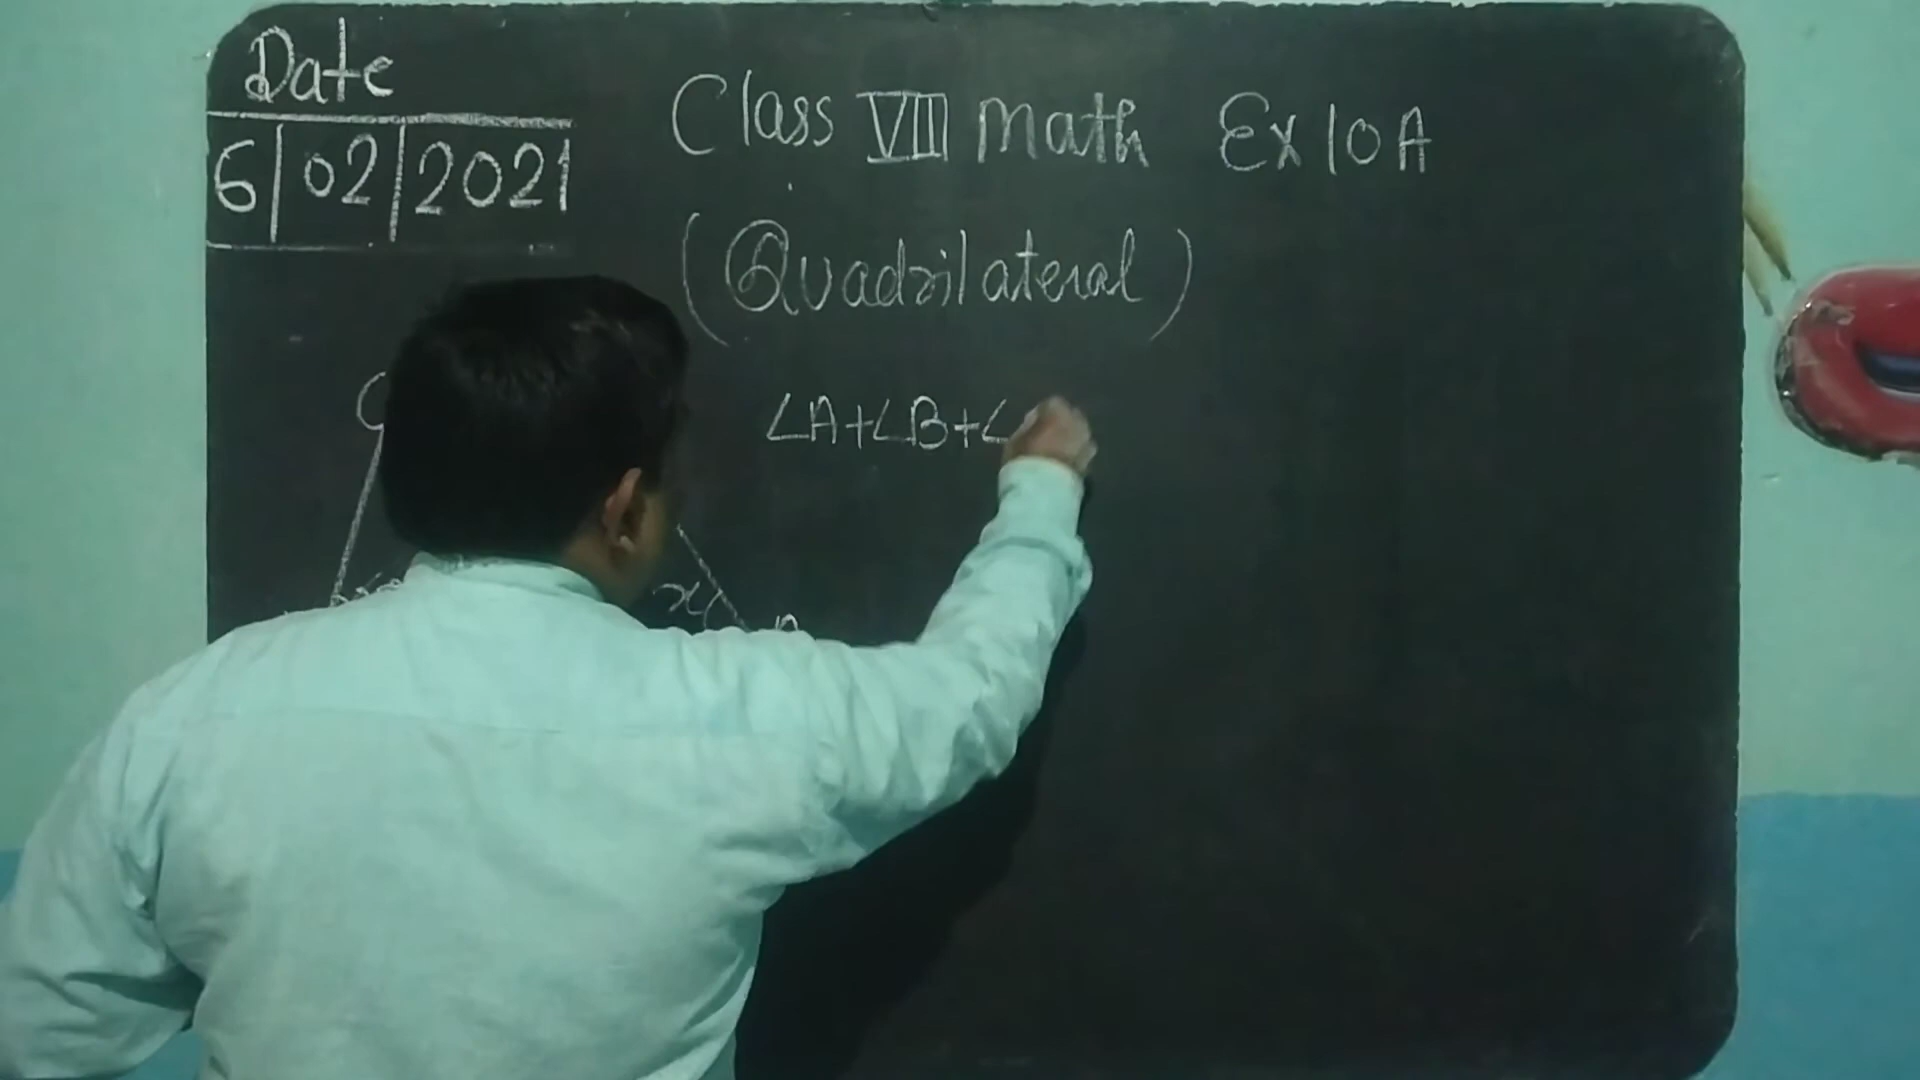 Date
6/02/2021
Class VIII Math Ex 10A
(Quadrilateral)
∠A+∠B+∠
x